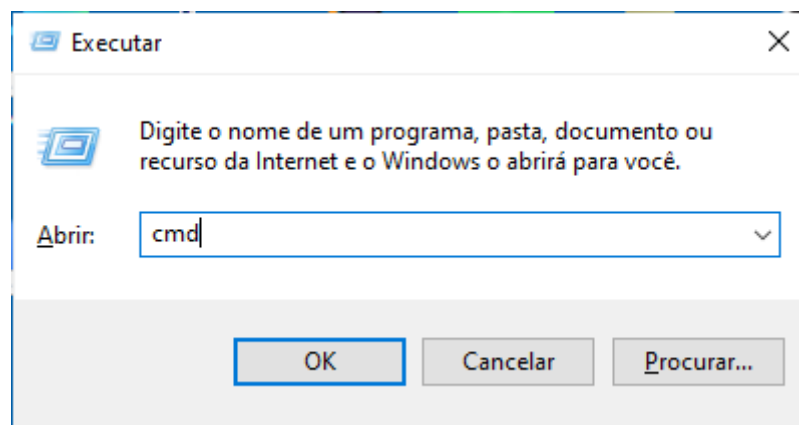 Executar
Digite o nome de um programa, pasta, documento ou
recurso da Internet e o Windows o abrirá para você.
Abrir: cmd
OK Cancelar Procurar...